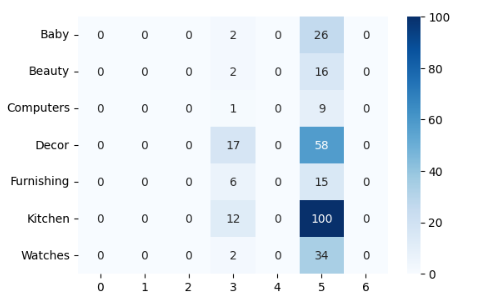 Baby 0 0 0 2 0 26 0
Beauty 0 0 0 2 0 16 0
Computers 0 0 0 1 0 9 0
Decor 0 0 0 17 0 58 0
Furnishing 0 0 0 6 0 15 0
Kitchen 0 0 0 12 0 100 0
Watches 0 0 0 2 0 34 0
0 1 2 3 4 5 6
100
80
60
40
20
0